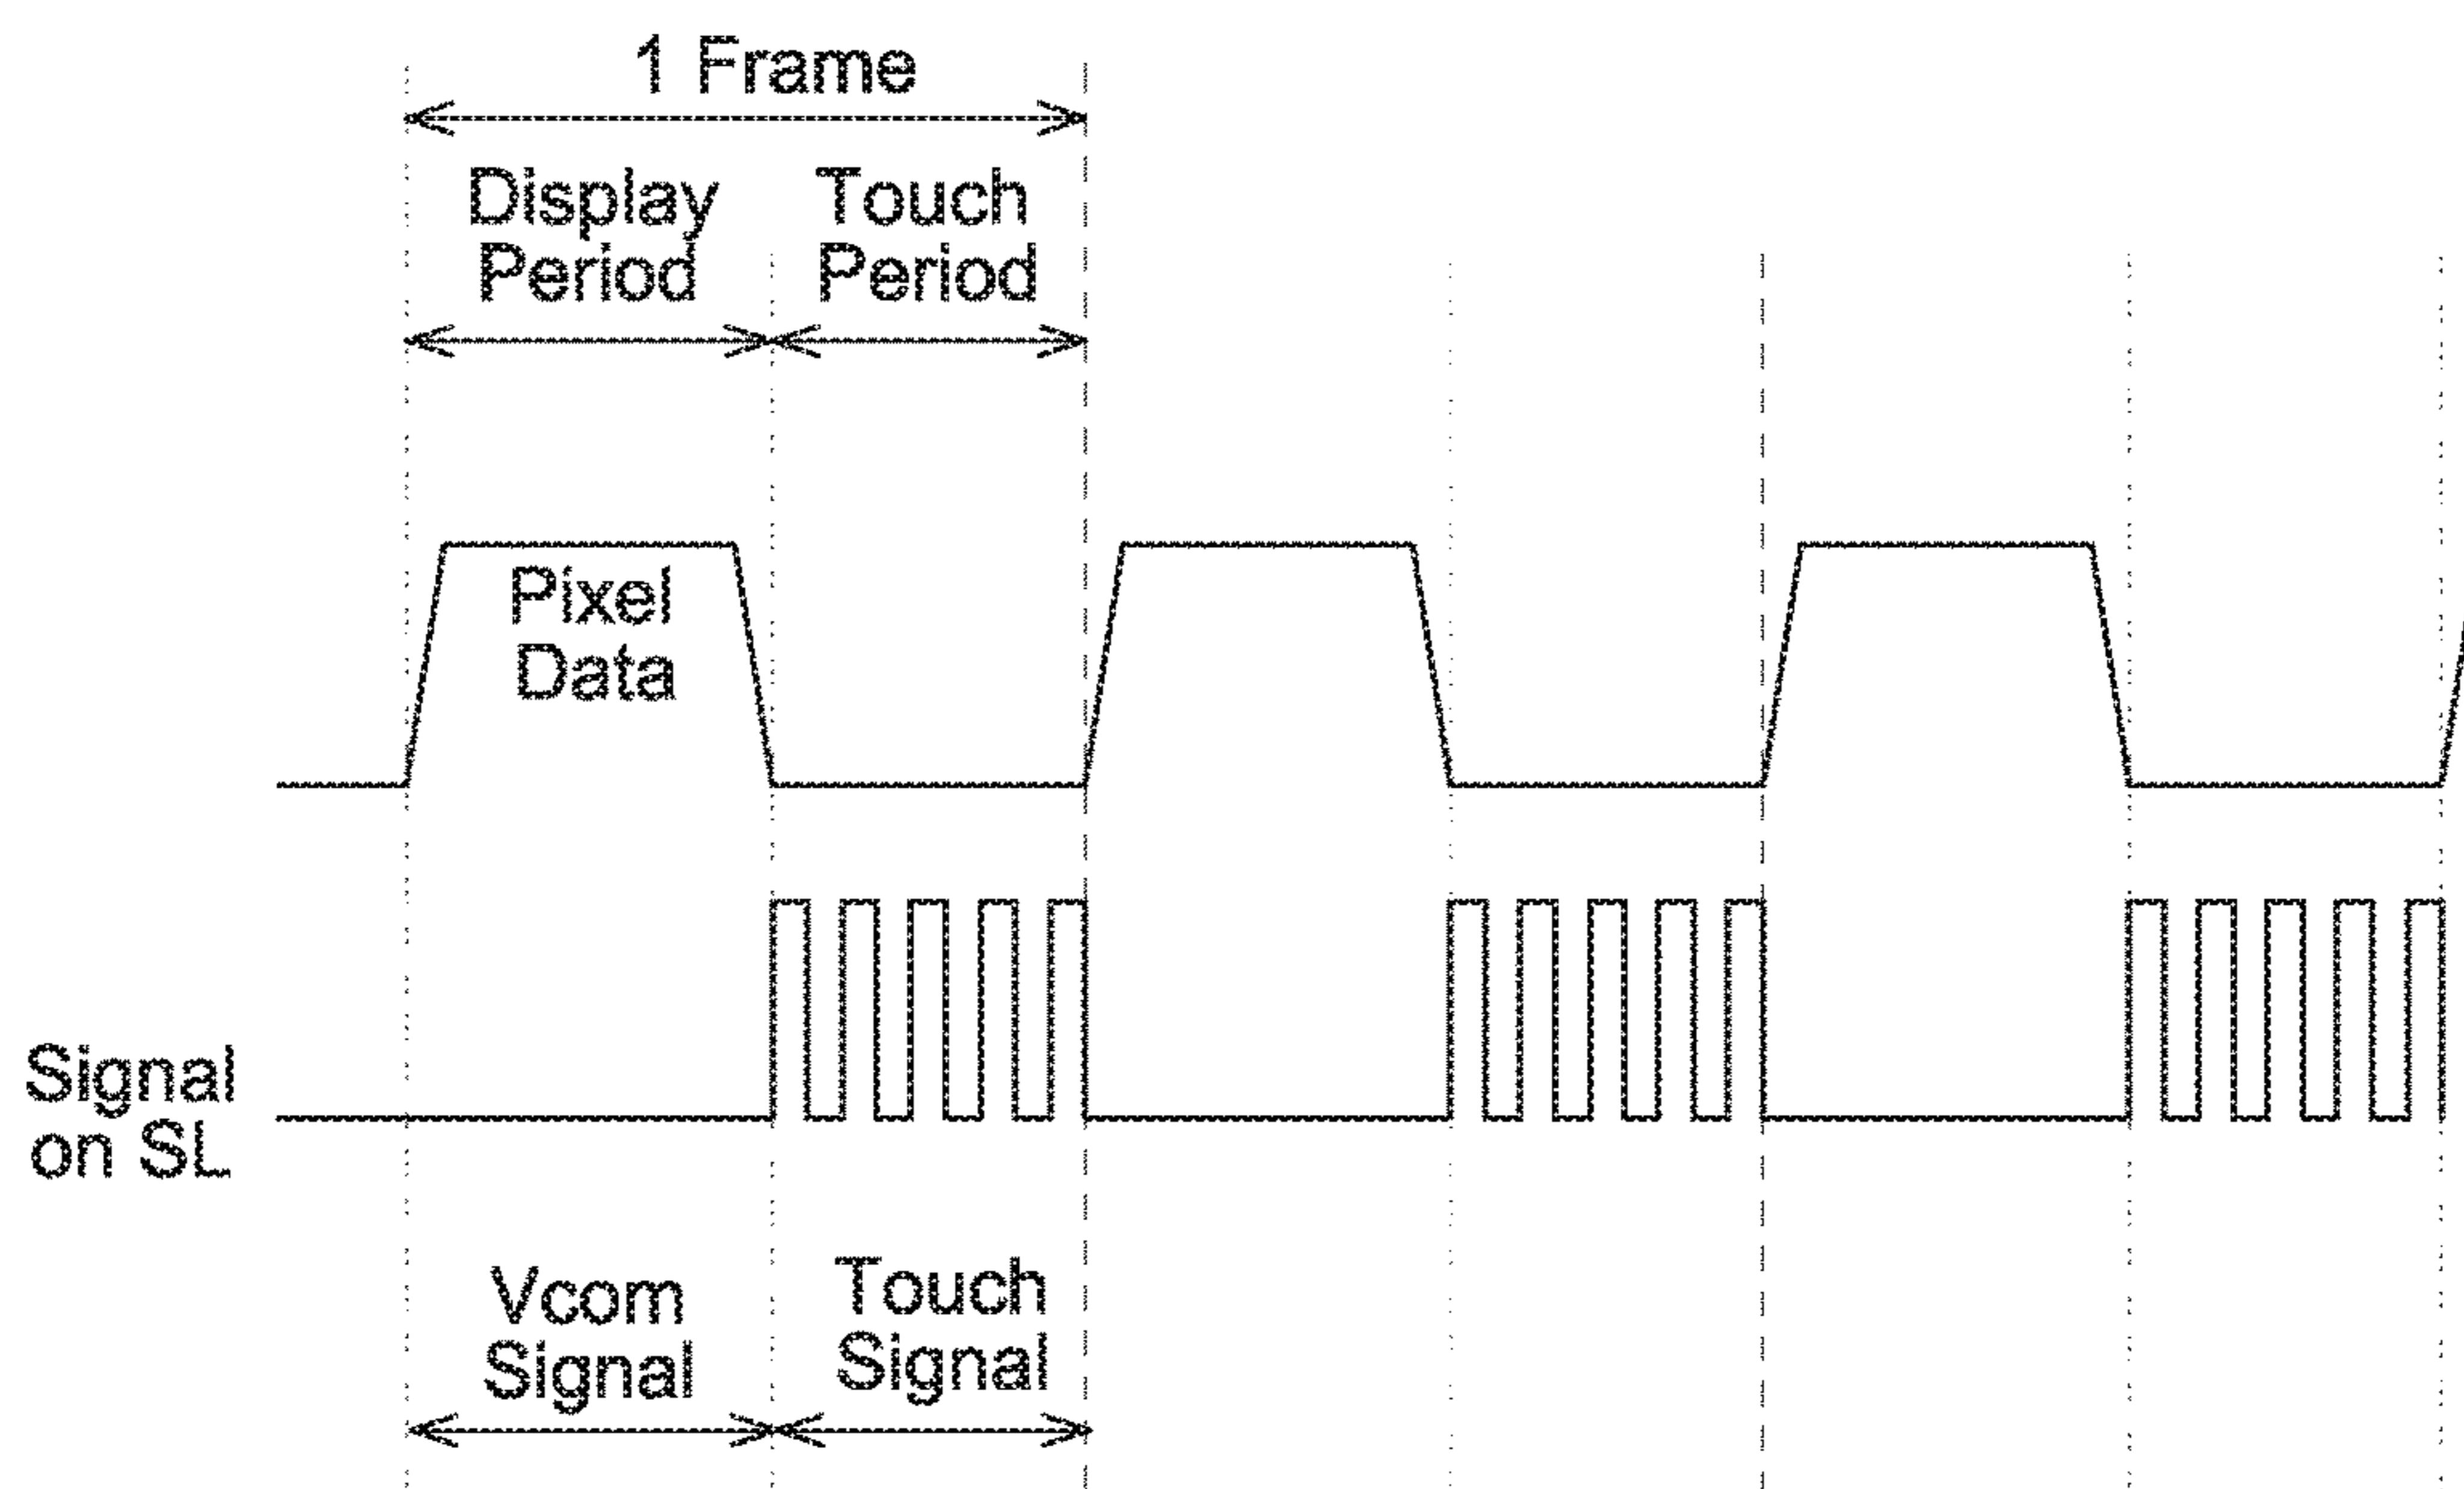 1 Frame
Display
Period
Touch
Period
Pixel
Data
Signal
on SL
Vcom
Signal
Touch
Signal